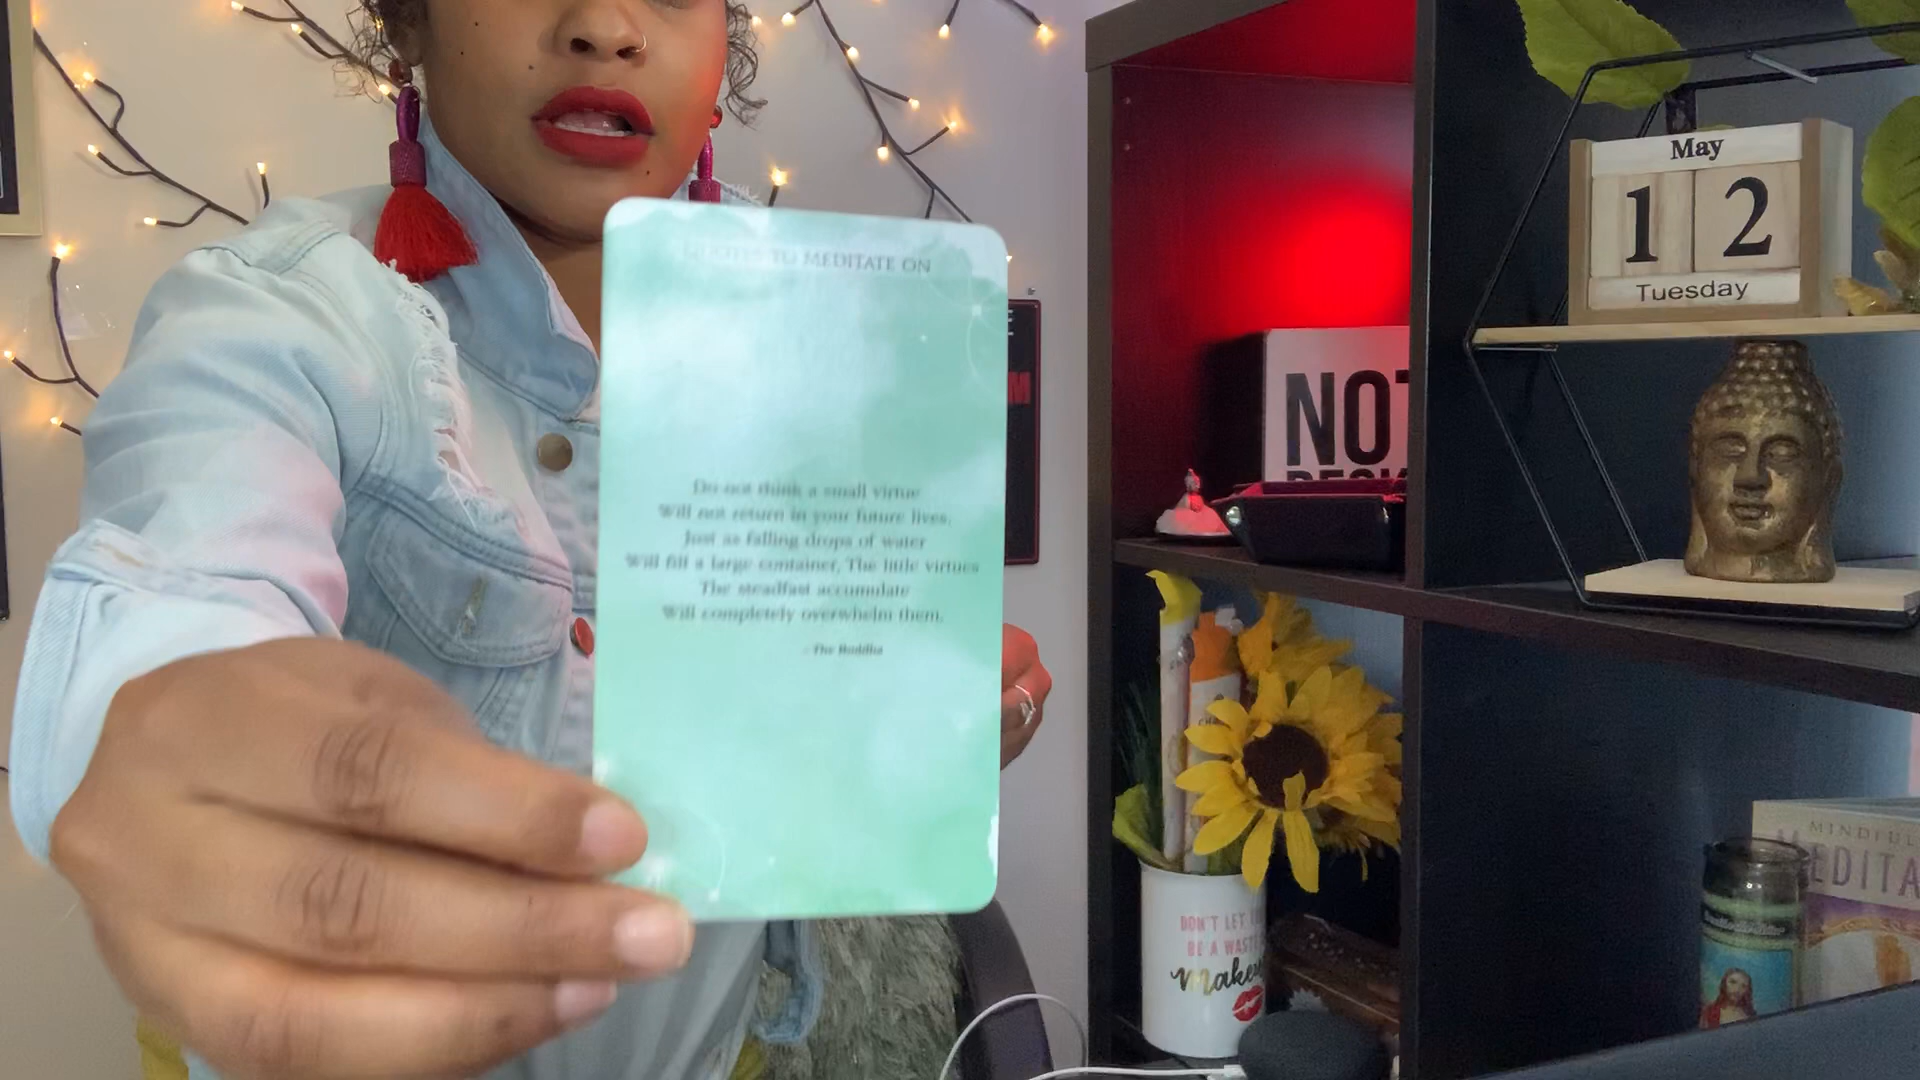 QUOTES TO MEDITATE ON
Do not think a small virtue
Will not return in your future lives.
Just as falling drops of water
Will fill a large container, The little virtues
The steadfast accumulate
Will completely overwhelm them.
- The Buddha
May
12
Tuesday
NOT
DON'T LET
BE A
Make
MINDFUL
MEDITA